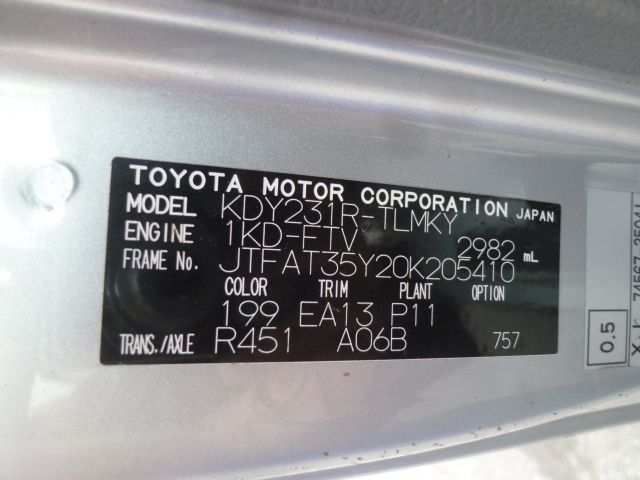 TOYOTA MOTOR CORPORATION JAPAN
MODEL KDY231R-TLMKY
ENGINE 1KD-FTV 2982 mL
FRAME NO. JTFAT35Y20K205410
COLOR TRIM PLANT OPTION
199 EA13 P11
TRANS./AXLE R451 A06B 757
0.5